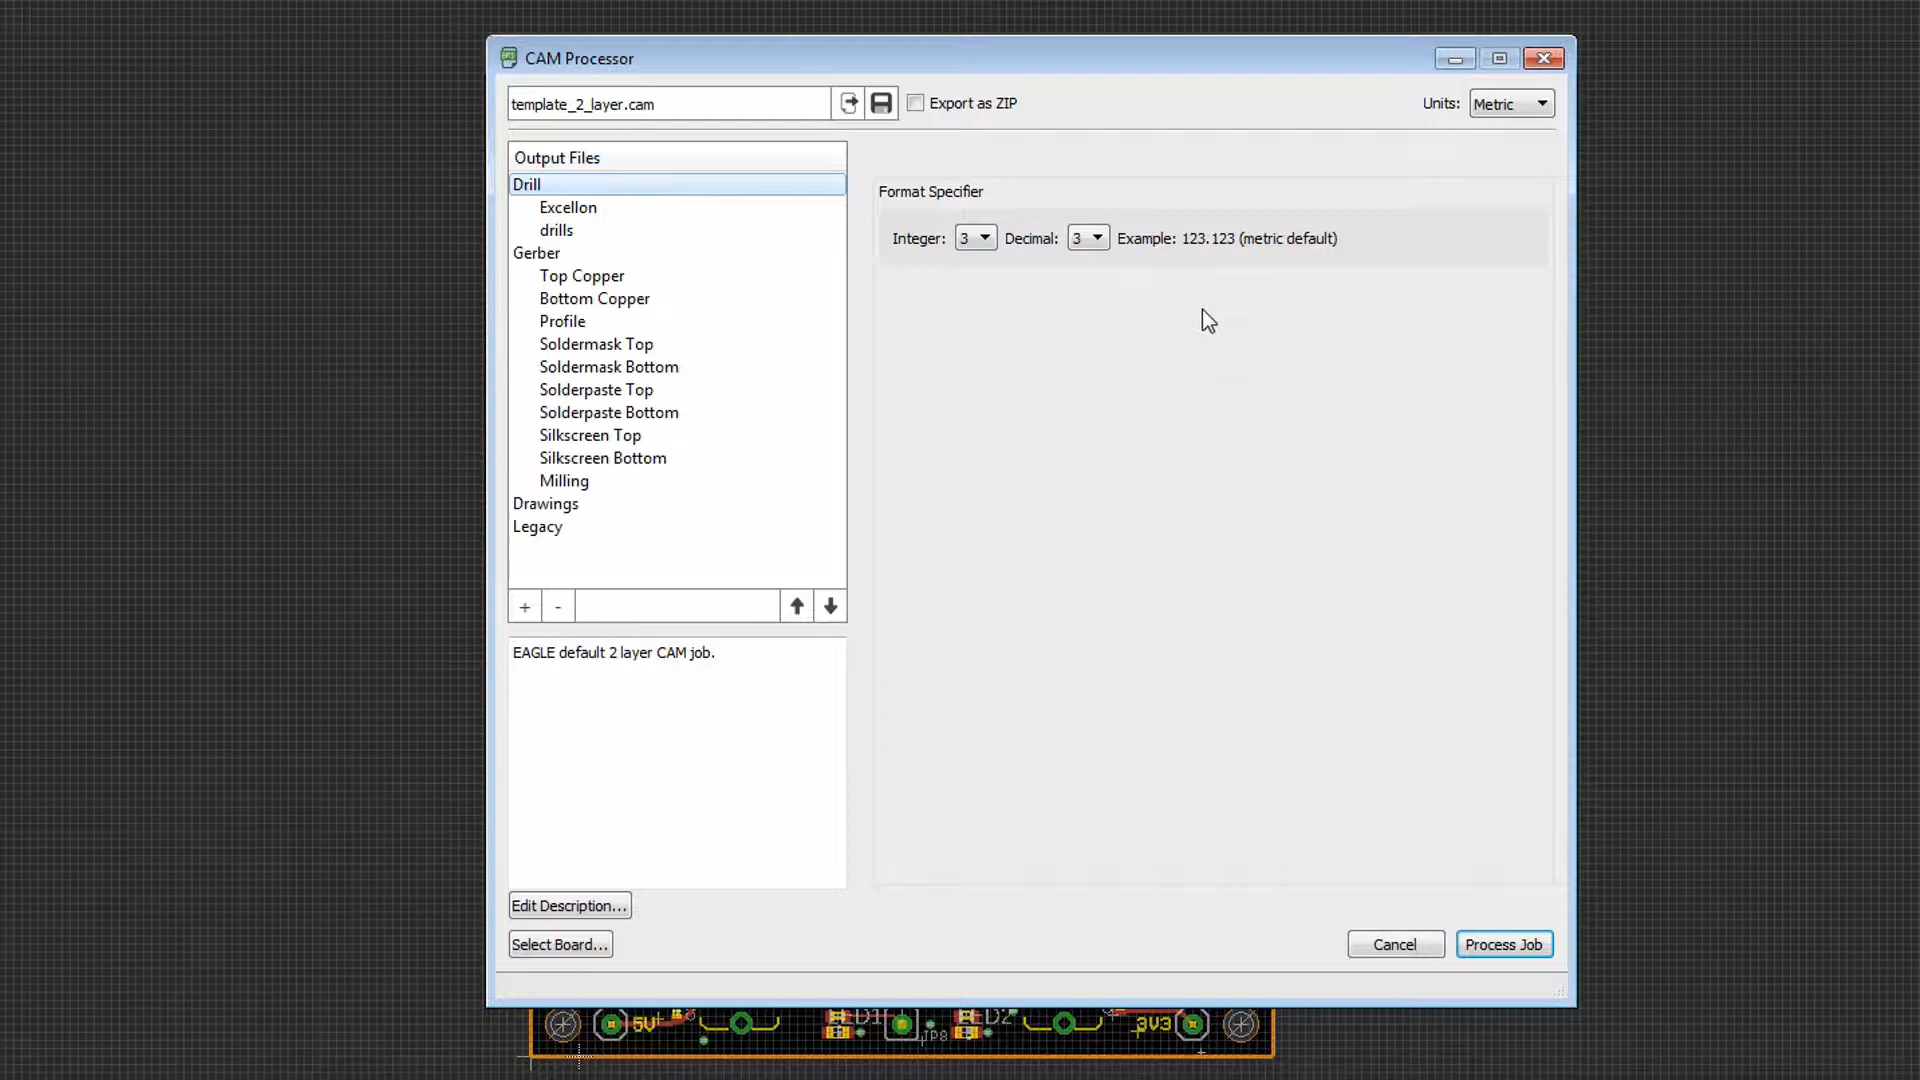 CAM Processor
template_2_layer.cam
Export as ZIP
Units: Metric
Output Files
Drill
Excellon
drills
Gerber
Top Copper
Bottom Copper
Profile
Soldermask Top
Soldermask Bottom
Solderpaste Top
Solderpaste Bottom
Silkscreen Top
Silkscreen Bottom
Milling
Drawings
Legacy
+ -
Format Specifier
Integer: 3 Decimal: 3 Example: 123.123 (metric default)
EAGLE default 2 layer CAM job.
Edit Description...
Select Board...
Cancel Process Job
5V JP8 3V3